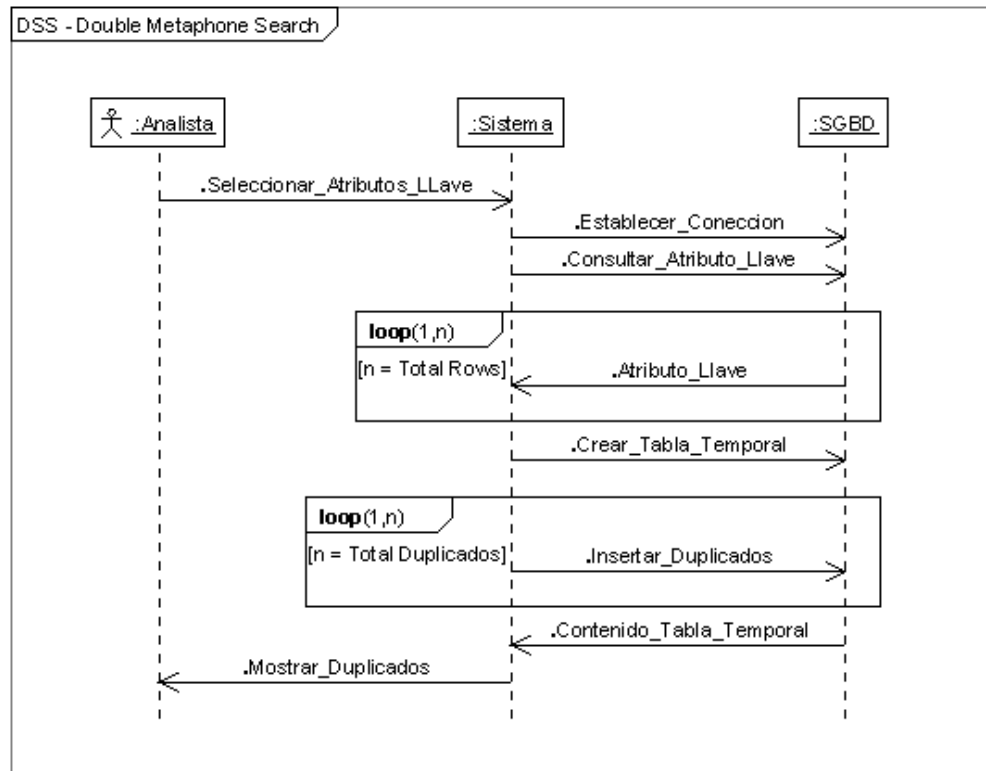 DSS - Double Metaphone Search
:Analista
:Sistema
:SGBD
.Seleccionar_Atributos_LLave
.Establecer_Coneccion
.Consultar_Atributo_Llave
loop(1,n)
[n = Total Rows]
.Atributo_Llave
.Crear_Tabla_Temporal
loop(1,n)
[n = Total Duplicados]
.Insertar_Duplicados
.Contenido_Tabla_Temporal
.Mostrar_Duplicados